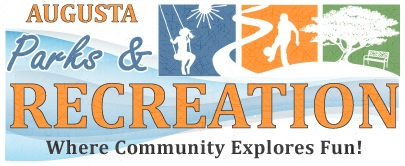 AUGUSTA
Parks &
RECREATION
Where Community Explores Fun!